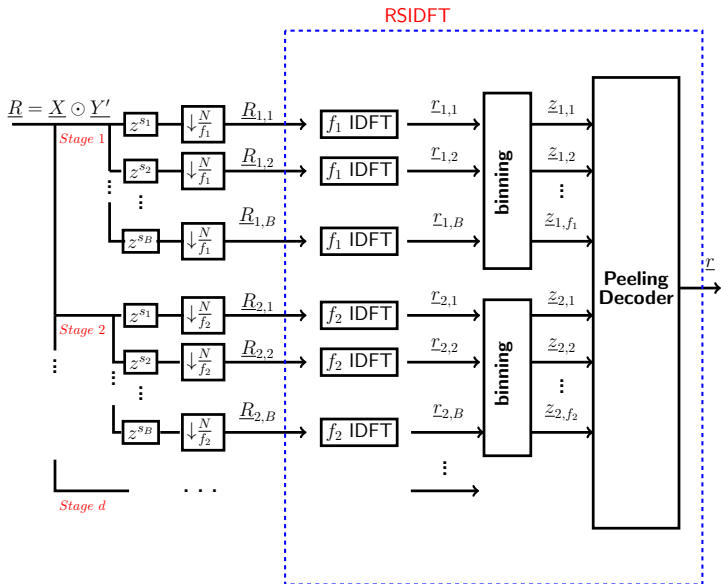 RSIDFT
R = X ⊙ Y′
Stage 1
z^{s_1}
↓ N/f_1
R_{1,1}
f_1 IDFT
r_{1,1}
z_{1,1}
z^{s_2}
↓ N/f_1
R_{1,2}
f_1 IDFT
r_{1,2}
z_{1,2}
binning
z^{s_B}
↓ N/f_1
R_{1,B}
f_1 IDFT
r_{1,B}
z_{1,f_1}
Peeling
Decoder
r
Stage 2
z^{s_1}
↓ N/f_2
R_{2,1}
f_2 IDFT
r_{2,1}
z_{2,1}
z^{s_2}
↓ N/f_2
R_{2,2}
f_2 IDFT
r_{2,2}
z_{2,2}
binning
z^{s_B}
↓ N/f_2
R_{2,B}
f_2 IDFT
r_{2,B}
z_{2,f_2}
Stage d
. . .